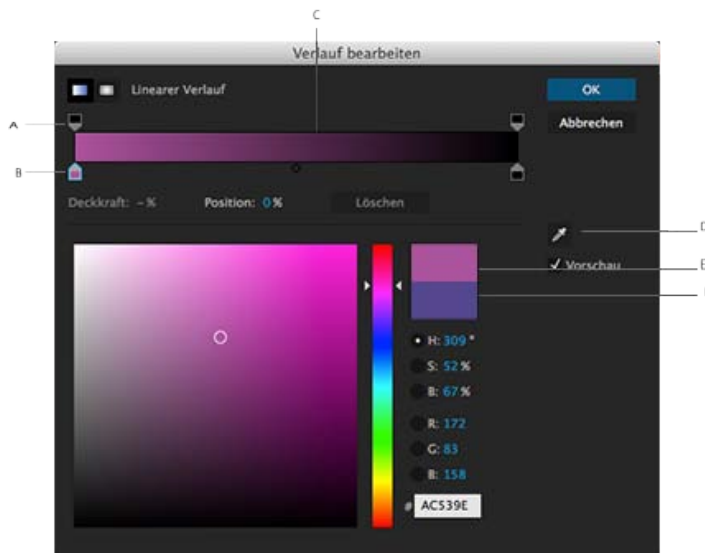 C
Verlauf bearbeiten
Linearer Verlauf
OK
A
Abbrechen
B
Deckkraft: - %
Position: 0 %
Löschen
D
E
✓ Vorschau
H: 309 °
S: 52 %
B: 67 %
R: 172
G: 83
B: 158
# AC539E